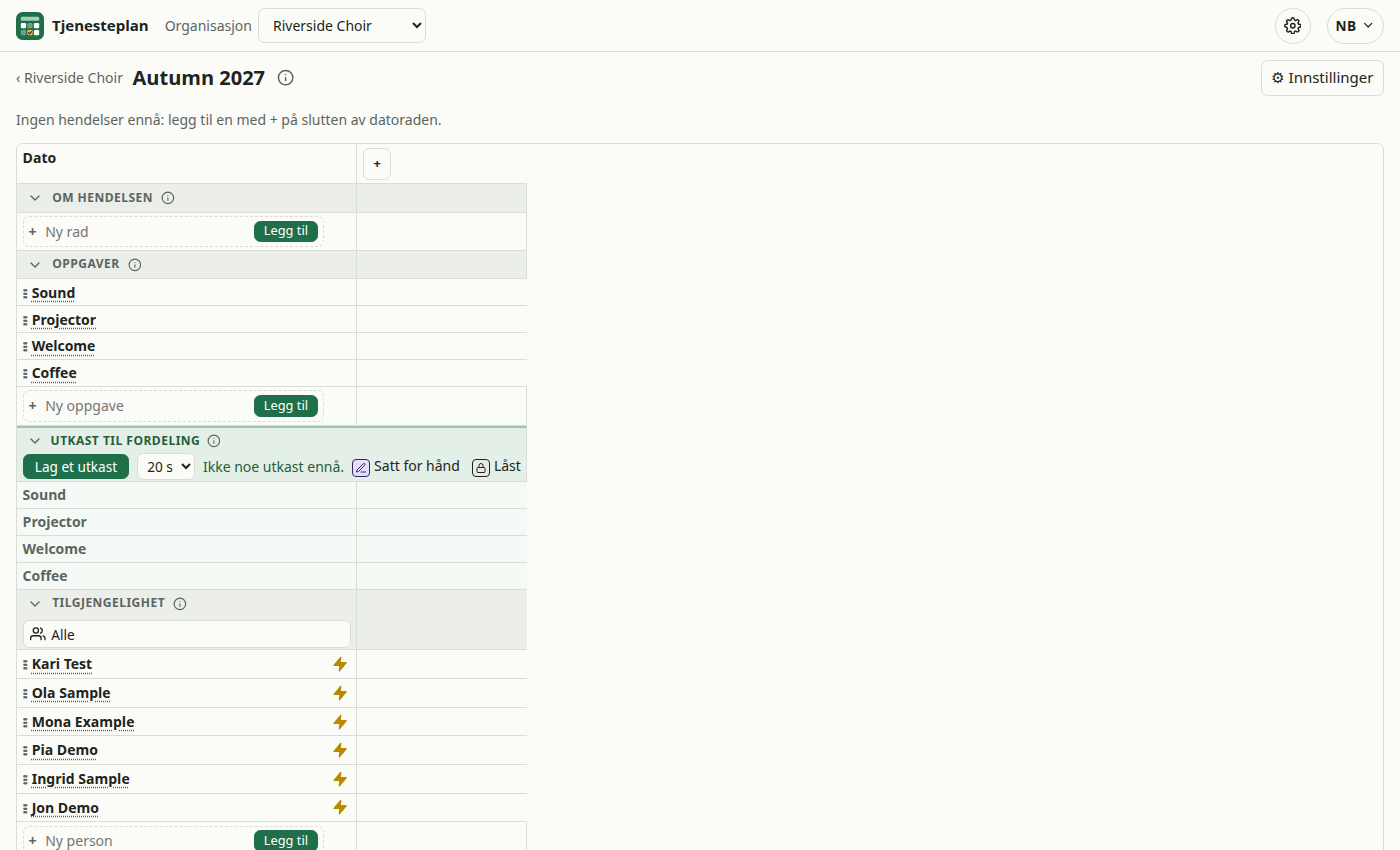 Tjenesteplan Organisasjon Riverside Choir NB
‹ Riverside Choir Autumn 2027 ⚙ Innstillinger
Ingen hendelser ennå: legg til en med + på slutten av datoraden.
Dato +
OM HENDELSEN
+ Ny rad Legg til
OPPGAVER
Sound
Projector
Welcome
Coffee
+ Ny oppgave Legg til
UTKAST TIL FORDELING
Lag et utkast 20 s Ikke noe utkast ennå. Satt for hånd Låst
Sound
Projector
Welcome
Coffee
TILGJENGELIGHET
Alle
Kari Test
Ola Sample
Mona Example
Pia Demo
Ingrid Sample
Jon Demo
+ Ny person Legg til